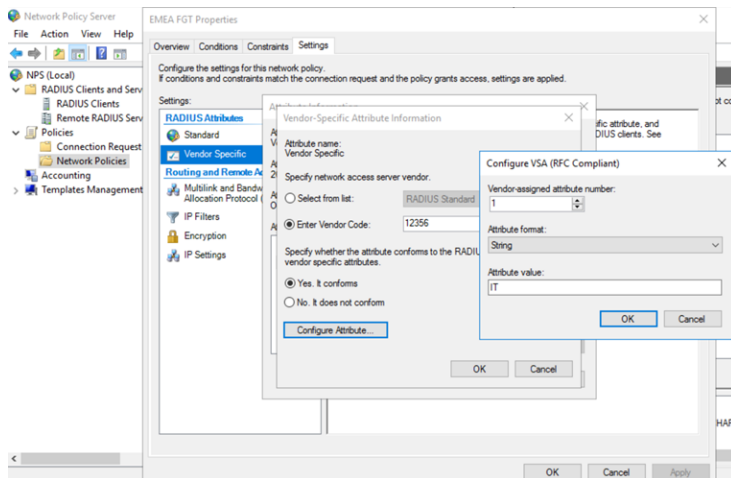 Network Policy Server
File Action View Help
NPS (Local)
RADIUS Clients and Serv
RADIUS Clients
Remote RADIUS Serv
Policies
Connection Request
Network Policies
Accounting
Templates Management
EMEA FGT Properties
Overview Conditions Constraints Settings
Configure the settings for this network policy.
If conditions and constraints match the connection request and the policy grants access, settings are applied.
Settings:
RADIUS Attributes
Standard
Vendor Specific
Routing and Remote Ac
Multilink and Bandw
Allocation Protocol (
IP Filters
Encryption
IP Settings
Vendor-Specific Attribute Information
Attribute name:
Vendor Specific
Specify network access server vendor.
Select from list:
RADIUS Standard
Enter Vendor Code:
12356
Specify whether the attribute conforms to the RADIU
vendor specific attributes.
Yes. It conforms
No. It does not conform
Configure Attribute...
OK Cancel
ific attribute, and
DIUS clients. See
Configure VSA (RFC Compliant)
Vendor-assigned attribute number:
1
Attribute format:
String
Attribute value:
IT
OK Cancel
OK Cancel Apply